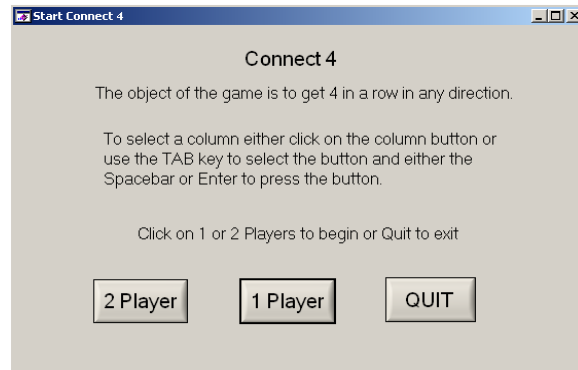 Start Connect 4
Connect 4
The object of the game is to get 4 in a row in any direction.
To select a column either click on the column button or
use the TAB key to select the button and either the
Spacebar or Enter to press the button.
Click on 1 or 2 Players to begin or Quit to exit
2 Player
1 Player
QUIT